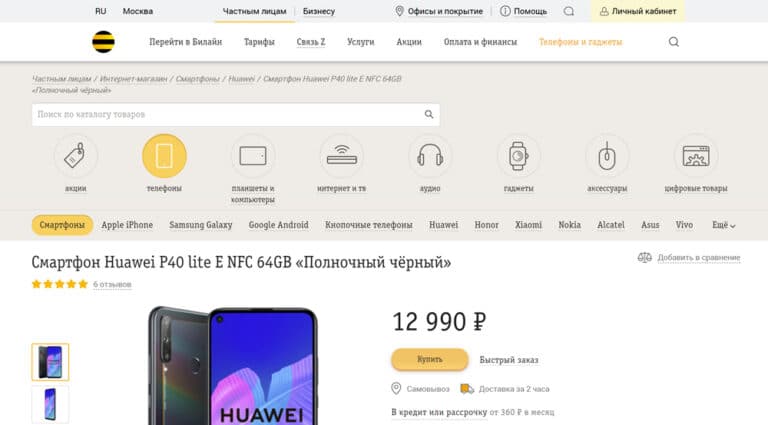 RU Москва Частным лицам Бизнесу Офисы и покрытие Помощь Личный кабинет
Перейти в Билайн Тарифы Связь Z Услуги Акции Оплата и финансы Телефоны и гаджеты
Частным лицам / Интернет-магазин / Смартфоны / Huawei / Смартфон Huawei P40 lite E NFC 64GB
«Полночный чёрный»
Поиск по каталогу товаров
акции телефоны планшеты и компьютеры интернет и тв аудио гаджеты аксессуары цифровые товары
Смартфоны Apple iPhone Samsung Galaxy Google Android Кнопочные телефоны Huawei Honor Xiaomi Nokia Alcatel Asus Vivo Ещё
Смартфон Huawei P40 lite E NFC 64GB «Полночный чёрный»
Добавить в сравнение
6 отзывов
12 990 ₽
Купить Быстрый заказ
Самовывоз Доставка за 2 часа
В кредит или рассрочку от 360 ₽ в месяц
HUAWEI